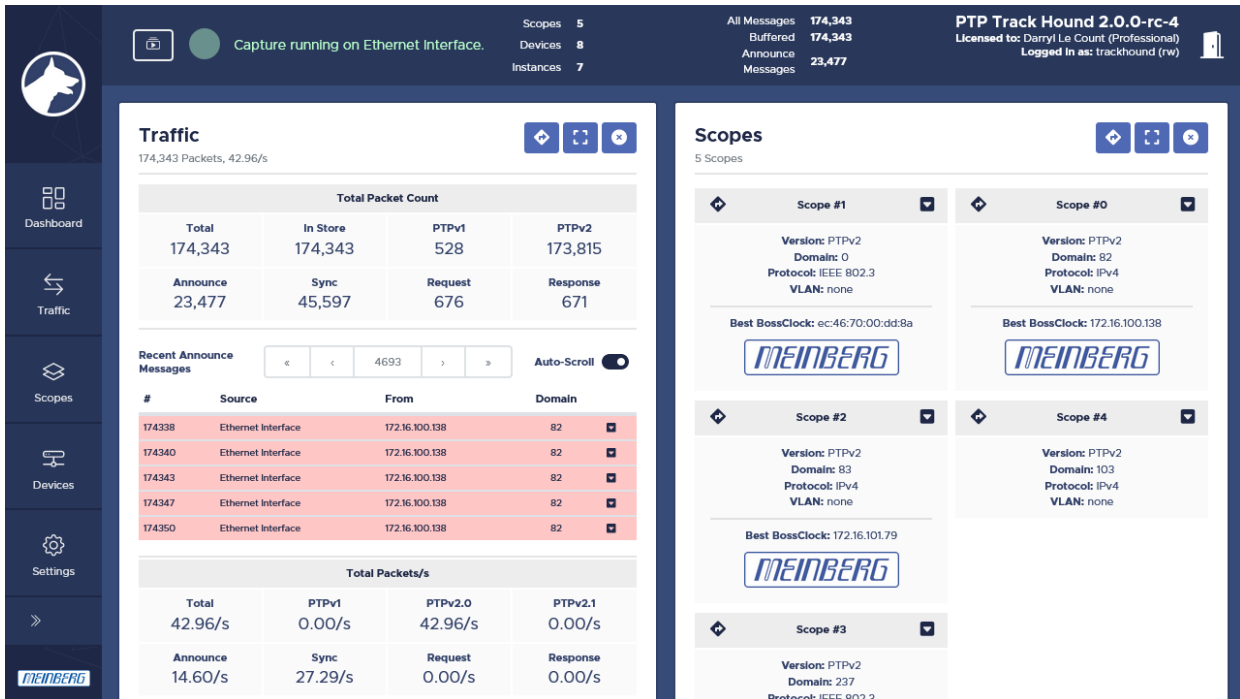 Capture running on Ethernet Interface.
Scopes 5
Devices 8
Instances 7
All Messages 174,343
Buffered 174,343
Announce Messages 23,477
PTP Track Hound 2.0.0-rc-4
Licensed to: Darryl Le Count (Professional)
Logged in as: trackhound (rw)
Dashboard
Traffic
Scopes
Devices
Settings
MEINBERG
Traffic
174,343 Packets, 42.96/s
Total Packet Count
Total In Store PTPv1 PTPv2
174,343 174,343 528 173,815
Announce Sync Request Response
23,477 45,597 676 671
Recent Announce Messages « ‹ 4693 › » Auto-Scroll
# Source From Domain
174338 Ethernet Interface 172.16.100.138 82
174340 Ethernet Interface 172.16.100.138 82
174343 Ethernet Interface 172.16.100.138 82
174347 Ethernet Interface 172.16.100.138 82
174350 Ethernet Interface 172.16.100.138 82
Total Packets/s
Total PTPv1 PTPv2.0 PTPv2.1
42.96/s 0.00/s 42.96/s 0.00/s
Announce Sync Request Response
14.60/s 27.29/s 0.00/s 0.00/s
Scopes
5 Scopes
Scope #1
Version: PTPv2
Domain: 0
Protocol: IEEE 802.3
VLAN: none
Best BossClock: ec:46:70:00:dd:8a
MEINBERG
Scope #0
Version: PTPv2
Domain: 82
Protocol: IPv4
VLAN: none
Best BossClock: 172.16.100.138
MEINBERG
Scope #2
Version: PTPv2
Domain: 83
Protocol: IPv4
VLAN: none
Best BossClock: 172.16.101.79
MEINBERG
Scope #4
Version: PTPv2
Domain: 103
Protocol: IPv4
VLAN: none
Scope #3
Version: PTPv2
Domain: 237
Protocol: IEEE 802.3